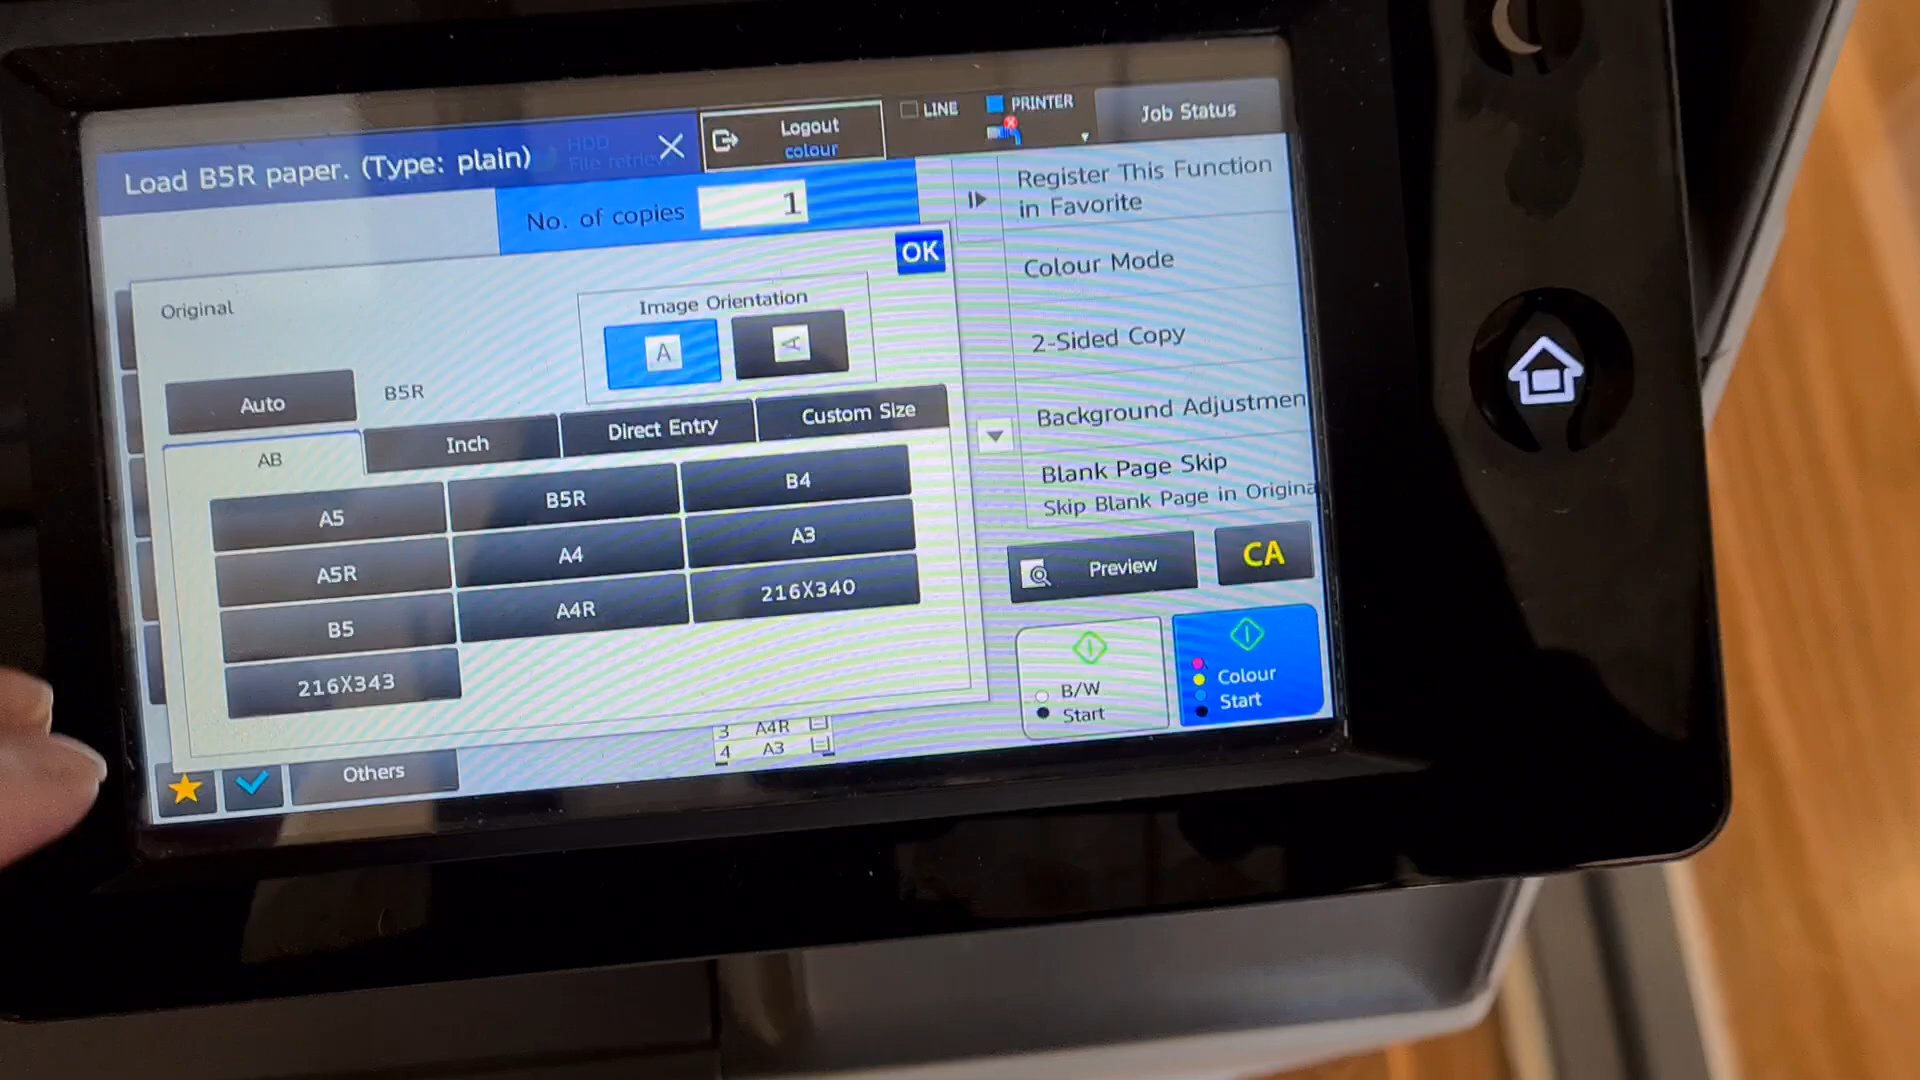 Load B5R paper. (Type: plain)
HDD
File retrie
Logout
colour
LINE
PRINTER
Job Status
No. of copies
1
OK
Original
Image Orientation
A
A
Auto
B5R
AB
Inch
Direct Entry
Custom Size
A5
B5R
B4
A5R
A4
A3
B5
A4R
216X340
216X343
3 A4R
4 A3
Others
Register This Function
in Favorite
Colour Mode
2-Sided Copy
Background Adjustmen
Blank Page Skip
Skip Blank Page in Origina
Preview
CA
B/W
Start
Colour
Start